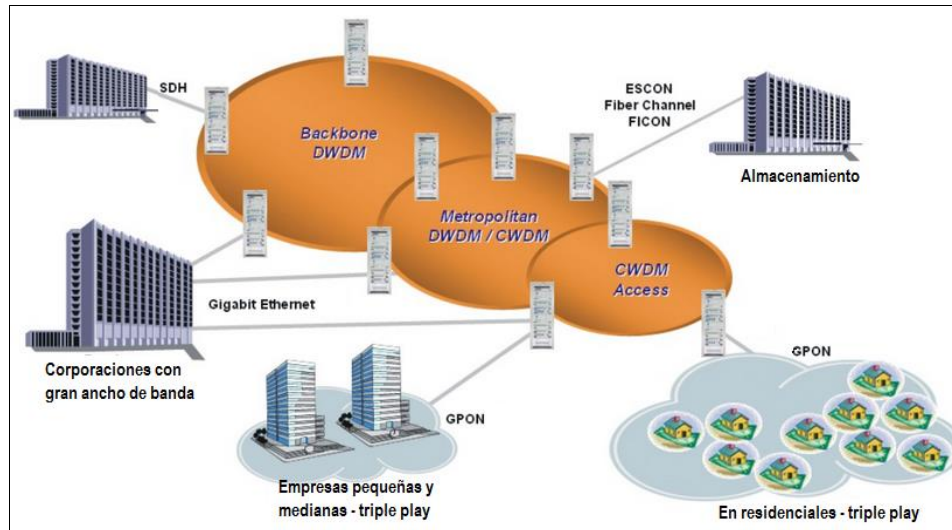 SDH
Backbone
DWDM
ESCON
Fiber Channel
FICON
Almacenamiento
Metropolitan
DWDM / CWDM
CWDM
Access
Gigabit Ethernet
Corporaciones con
gran ancho de banda
GPON
GPON
Empresas pequeñas y
medianas - triple play
En residenciales - triple play